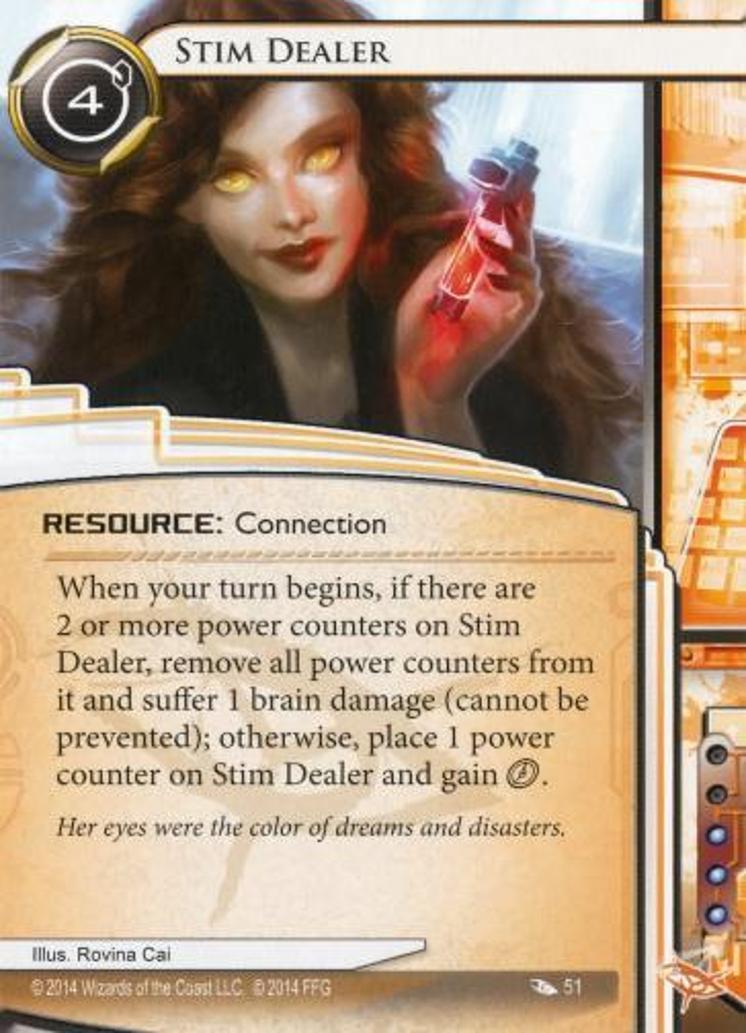 STIM DEALER
4
RESOURCE: Connection
When your turn begins, if there are
2 or more power counters on Stim
Dealer, remove all power counters from
it and suffer 1 brain damage (cannot be
prevented); otherwise, place 1 power
counter on Stim Dealer and gain .
Her eyes were the color of dreams and disasters.
Illus. Rovina Cai
© 2014 Wizards of the Coast LLC. © 2014 FFG
51